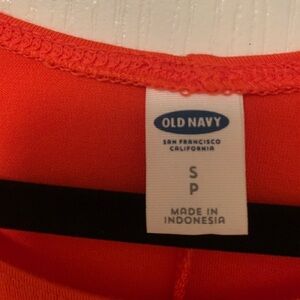 OLD NAVY
SAN FRANCISCO
CALIFORNIA
S
P
MADE IN
INDONESIA